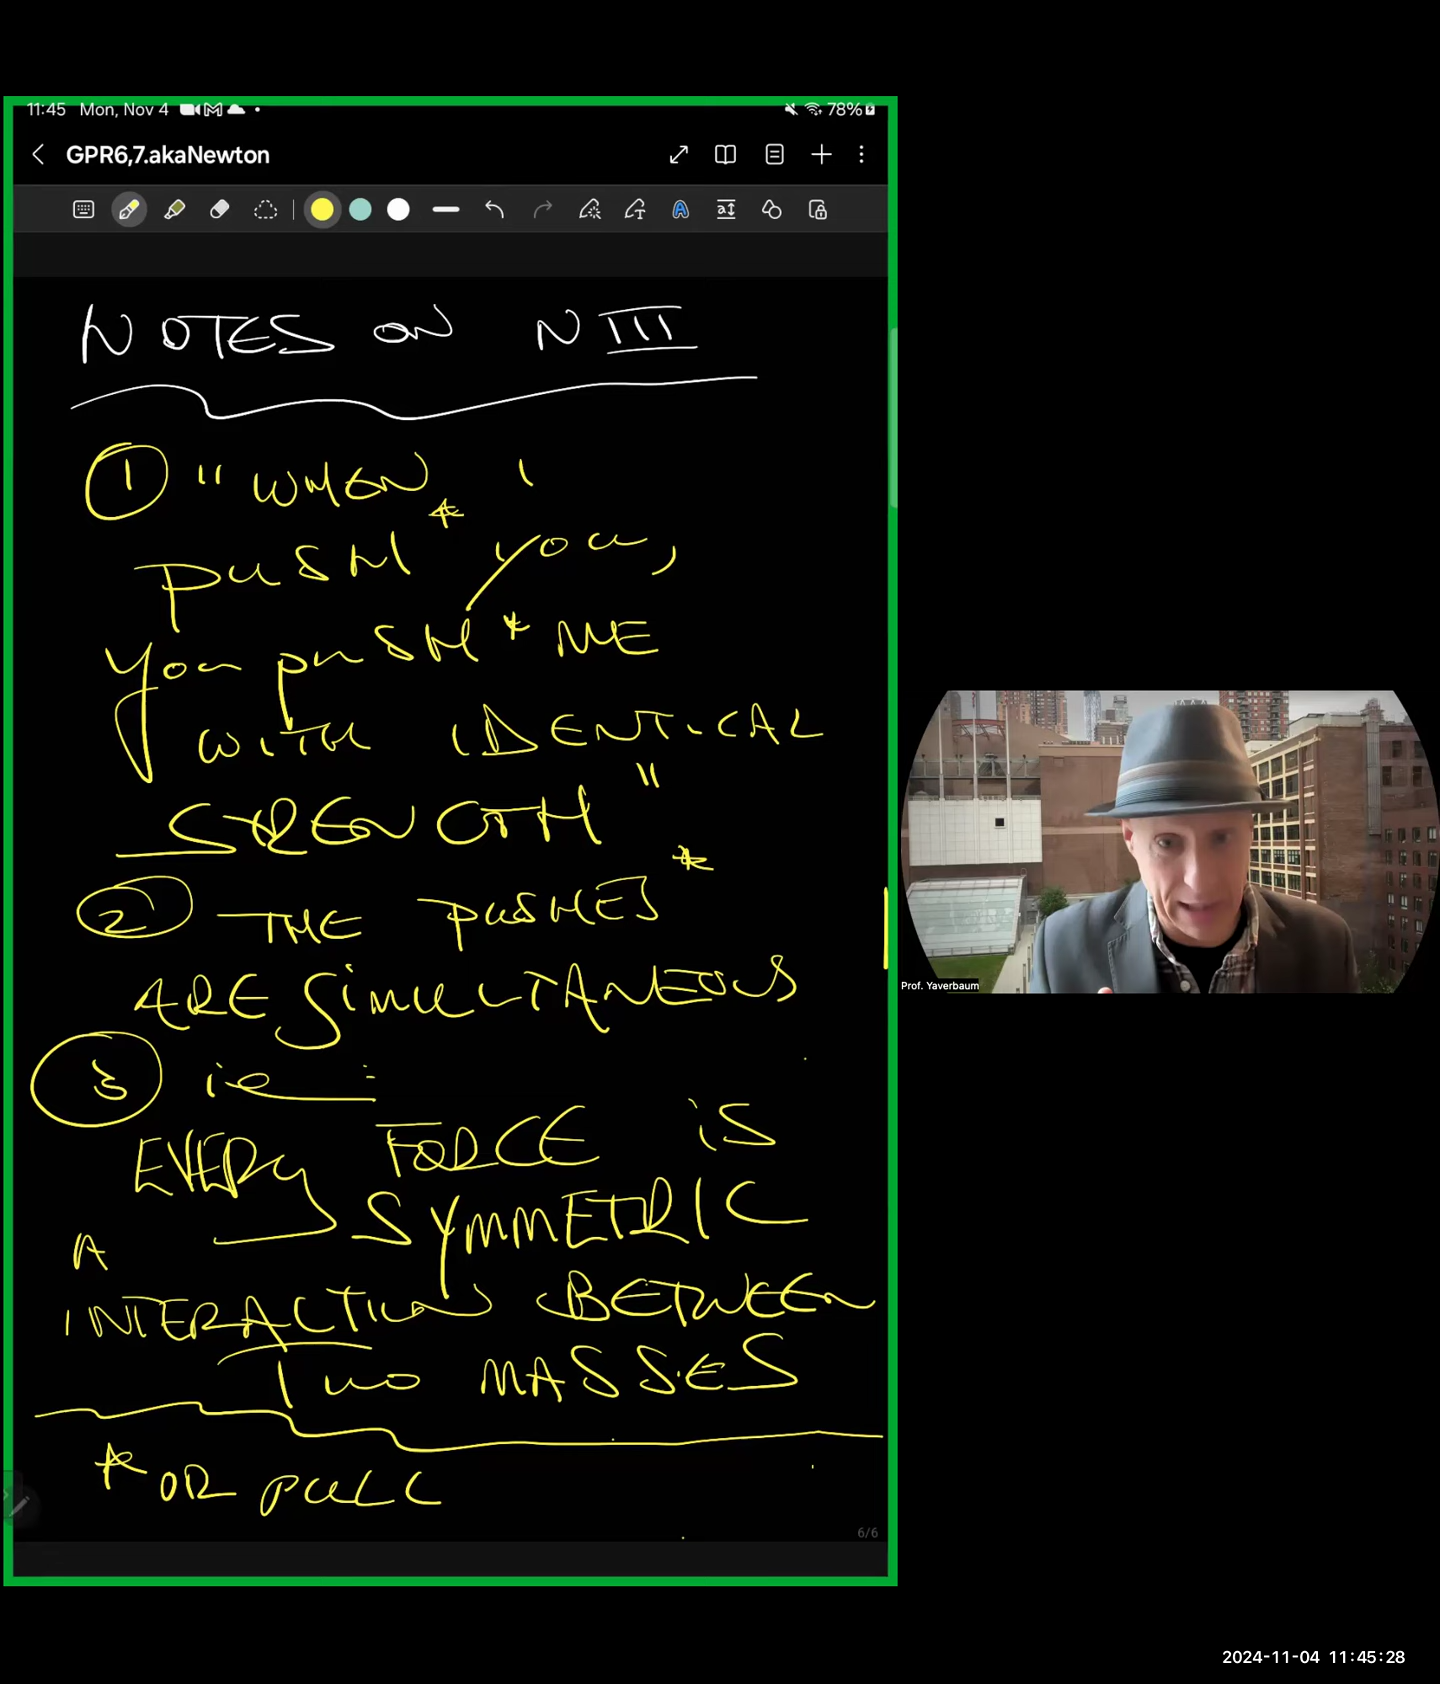 11:45 Mon, Nov 4 78%
GPR6,7.akaNewton
NOTES ON N III
1 "WHEN I
PUSH* you,
you puSH* ME
WITH IDENTICAL
STRENGTH"
2 THE PUSHES*
ARE SIMULTANEOUS
3 ie:
EVERY FORCE is
A SYMMETRIC
INTERACTION BETWEEN
TWO MASSES
* OR PULL
6/6
Prof. Yaverbaum
2024-11-04 11:45:28